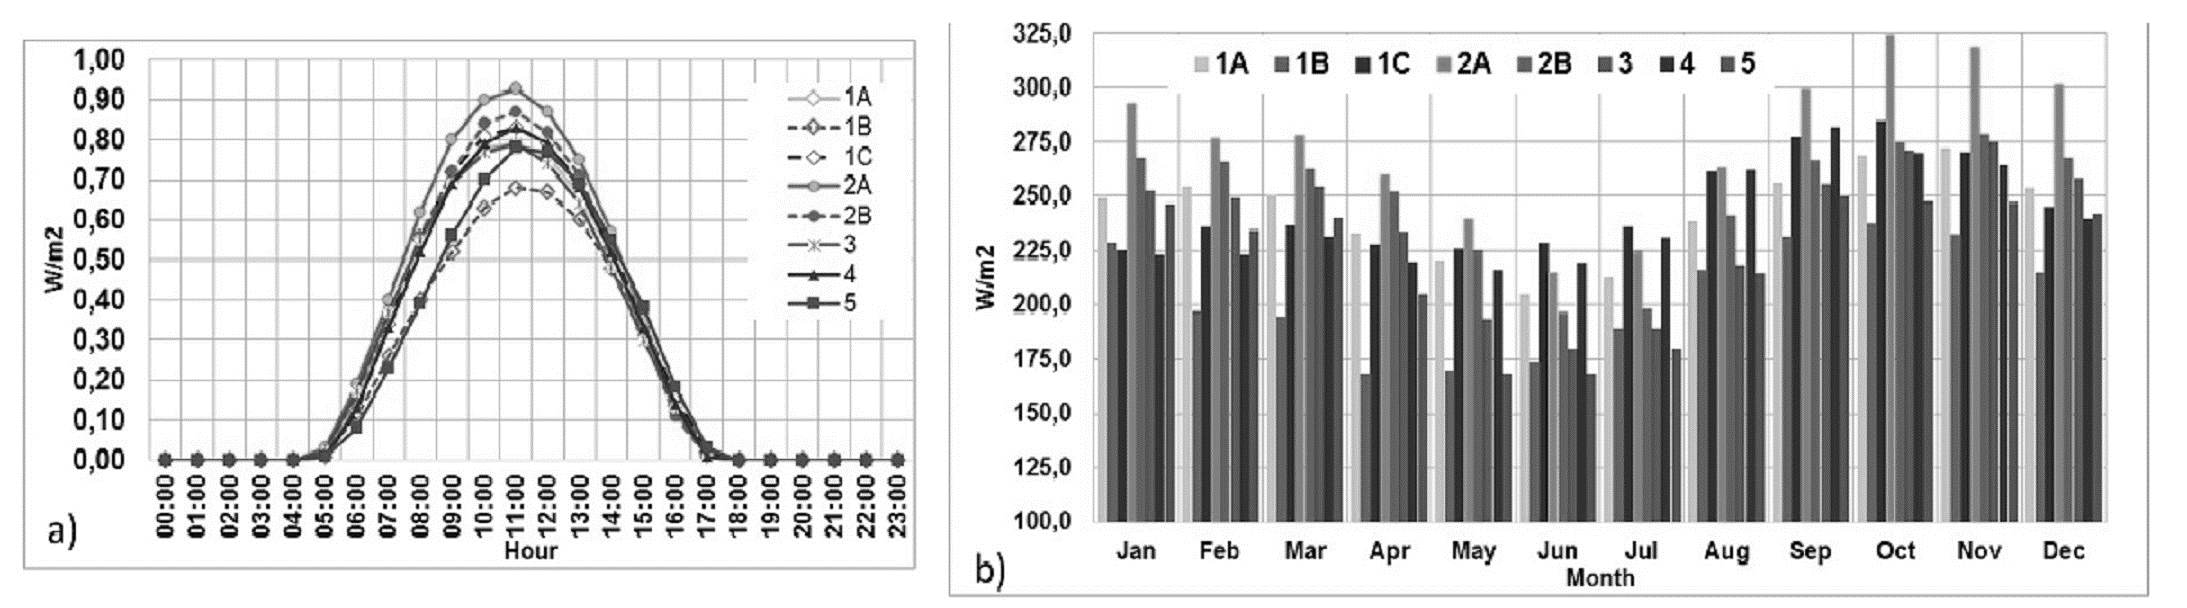 1,00
0,90
0,80
0,70
0,60
0,50
0,40
0,30
0,20
0,10
0,00
W/m2
1A
1B
1C
2A
2B
3
4
5
00:00 01:00 02:00 03:00 04:00 05:00 06:00 07:00 08:00 09:00 10:00 11:00 12:00 13:00 14:00 15:00 16:00 17:00 18:00 19:00 20:00 21:00 22:00 23:00
Hour
a)
325,0
300,0
275,0
250,0
225,0
200,0
175,0
150,0
125,0
100,0
W/m2
1A 1B 1C 2A 2B 3 4 5
Jan Feb Mar Apr May Jun Jul Aug Sep Oct Nov Dec
Month
b)